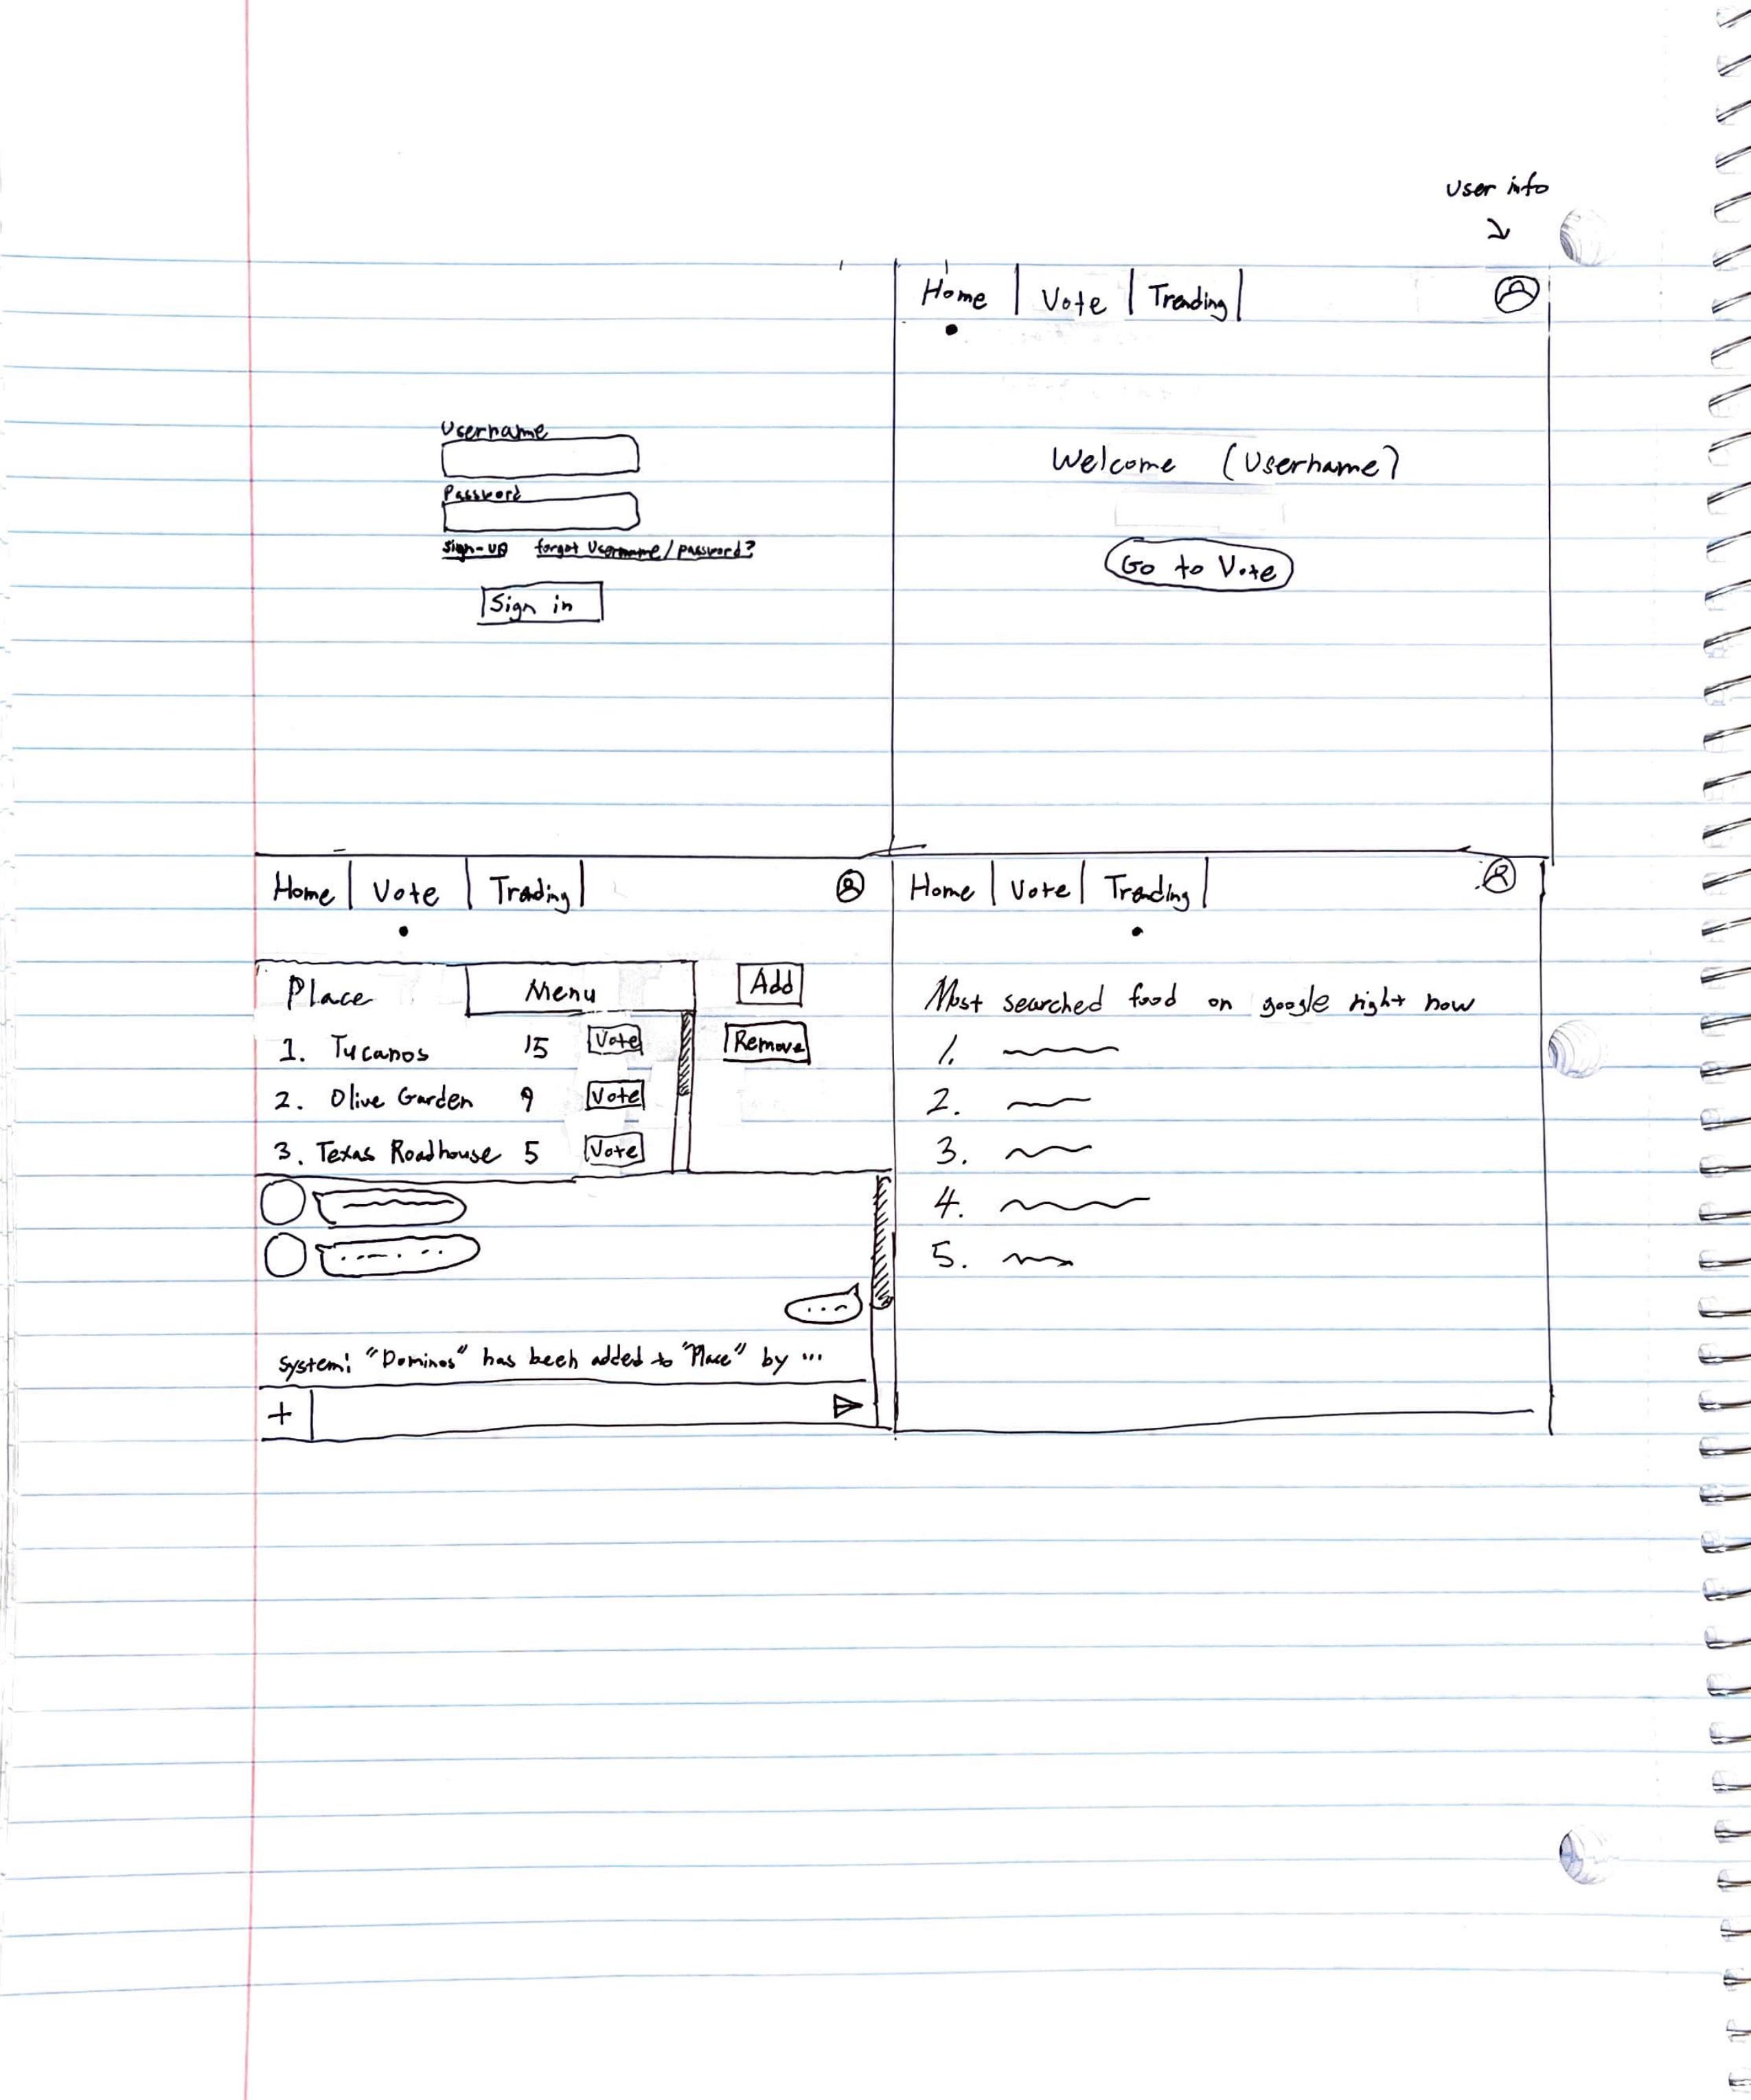 user info
Home Vote Trending
Username
Password
sign-up forgot Username/password?
Sign in
Welcome (Username)
Go to Vote
Home Vote Trending
Place Menu Add
1. Tucanos 15 Vote Remove
2. Olive Garden 9 Vote
3. Texas Roadhouse 5 Vote
system: "Dominos" has been added to "Place" by ...
+
Home Vote Trending
Most searched food on google right now
1.
2.
3.
4.
5.